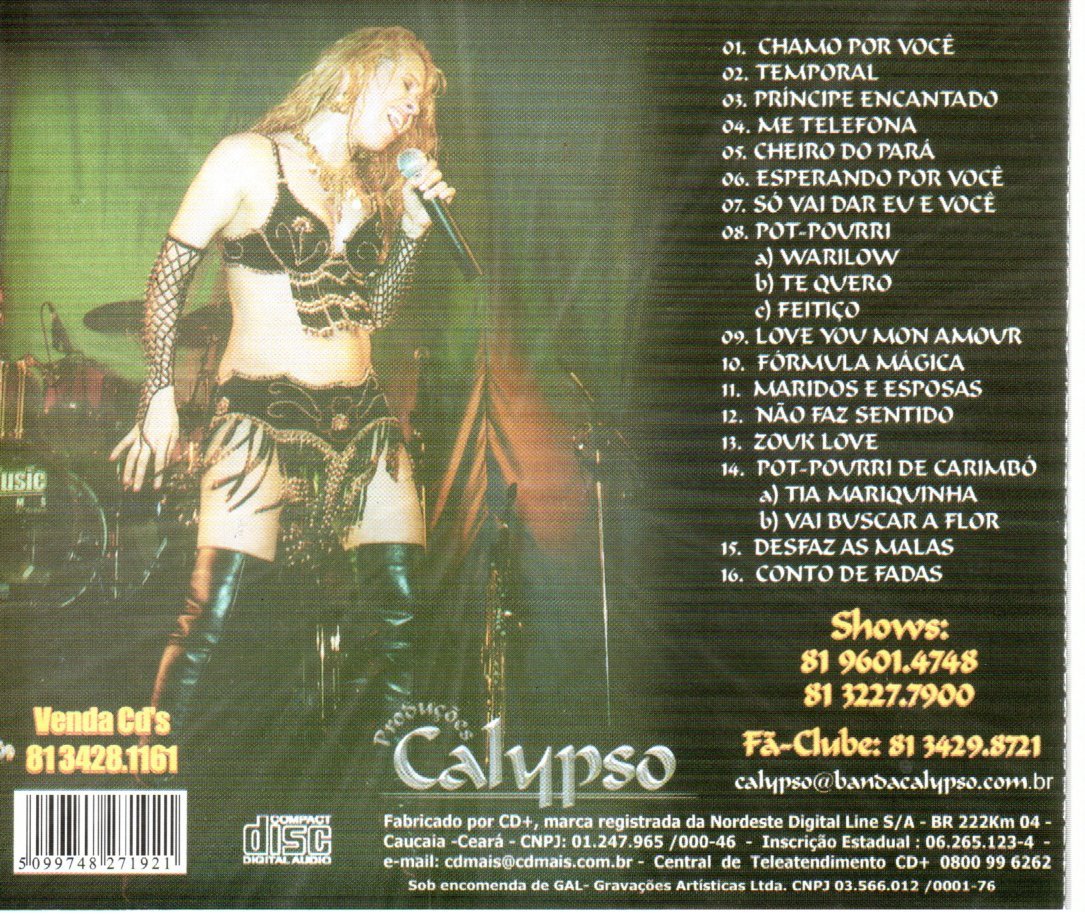 01. CHAMO POR VOCÊ
02. TEMPORAL
03. PRÍNCIPE ENCANTADO
04. ME TELEFONA
05. CHEIRO DO PARÁ
06. ESPERANDO POR VOCÊ
07. SÓ VAI DAR EU E VOCÊ
08. POT-POURRI
a) WARILOW
b) TE QUERO
c) FEITIÇO
09. LOVE YOU MON AMOUR
10. FÓRMULA MÁGICA
11. MARIDOS E ESPOSAS
12. NÃO FAZ SENTIDO
13. ZOUK LOVE
14. POT-POURRI DE CARIMBÓ
a) TIA MARIQUINHA
b) VAI BUSCAR A FLOR
15. DESFAZ AS MALAS
16. CONTO DE FADAS
usic
Shows:
81 9601.4748
81 3227.7900
Fã-Clube: 81 3429.8721
calypso@bandacalypso.com.br
Venda Cd's
81 3428.1161
Produções
Calypso
5 099748 271921
COMPACT
disc
DIGITAL AUDIO
Fabricado por CD+, marca registrada da Nordeste Digital Line S/A - BR 222Km 04 -
Caucaia -Ceará - CNPJ: 01.247.965 /000-46 - Inscrição Estadual : 06.265.123-4 -
e-mail: cdmais@cdmais.com.br - Central de Teleatendimento CD+ 0800 99 6262
Sob encomenda de GAL- Gravações Artísticas Ltda. CNPJ 03.566.012 /0001-76